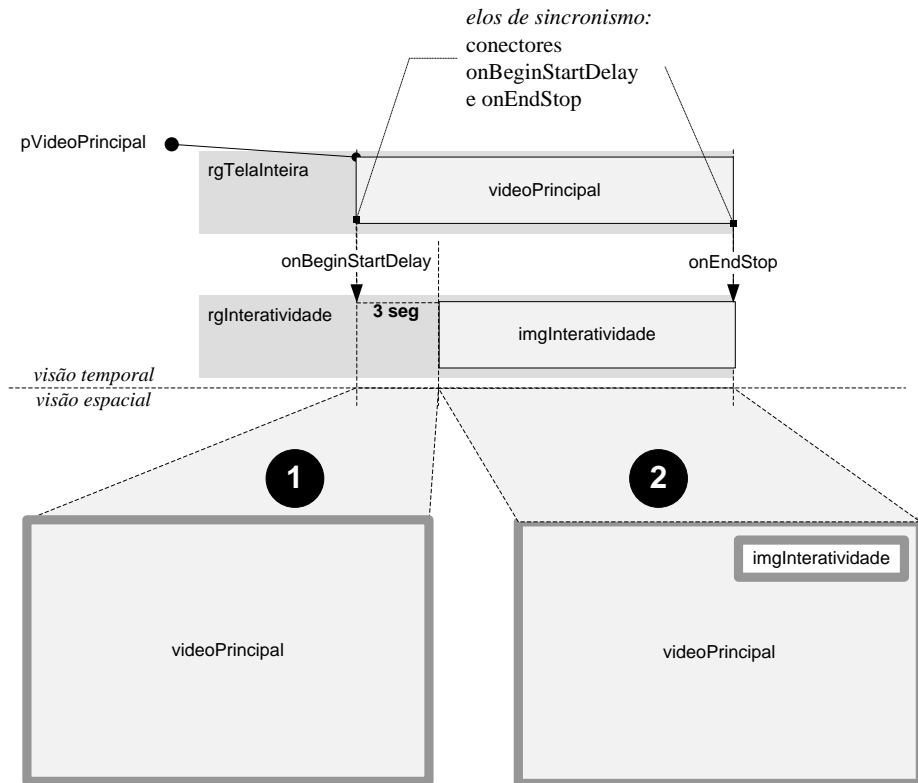 elos de sincronismo:
conectores
onBeginStartDelay
e onEndStop
pVideoPrincipal
rgTelaInteira
videoPrincipal
onBeginStartDelay
onEndStop
rgInteratividade
3 seg
imgInteratividade
visão temporal
visão espacial
1
2
imgInteratividade
videoPrincipal
videoPrincipal